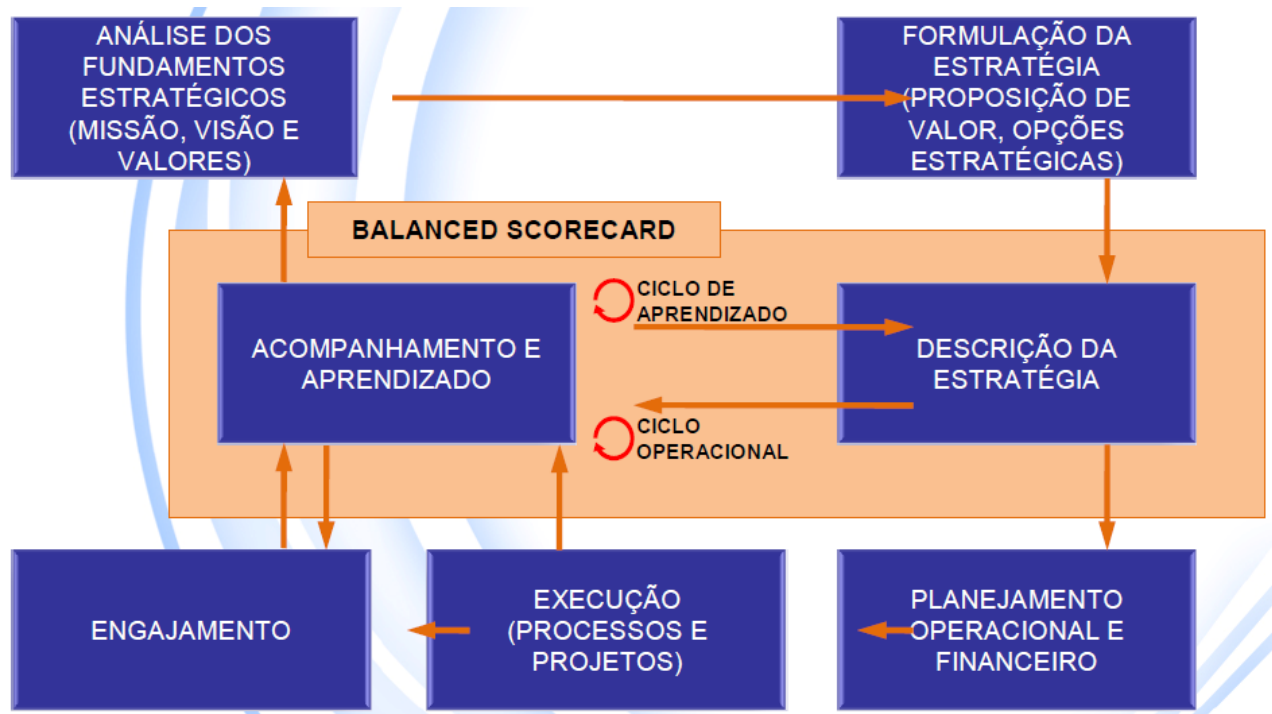 ANÁLISE DOS
FUNDAMENTOS
ESTRATÉGICOS
(MISSÃO, VISÃO E
VALORES)
FORMULAÇÃO DA
ESTRATÉGIA
(PROPOSIÇÃO DE
VALOR, OPÇÕES
ESTRATÉGICAS)
BALANCED SCORECARD
ACOMPANHAMENTO E
APRENDIZADO
CICLO DE
APRENDIZADO
CICLO
OPERACIONAL
DESCRIÇÃO DA
ESTRATÉGIA
ENGAJAMENTO
EXECUÇÃO
(PROCESSOS E
PROJETOS)
PLANEJAMENTO
OPERACIONAL E
FINANCEIRO